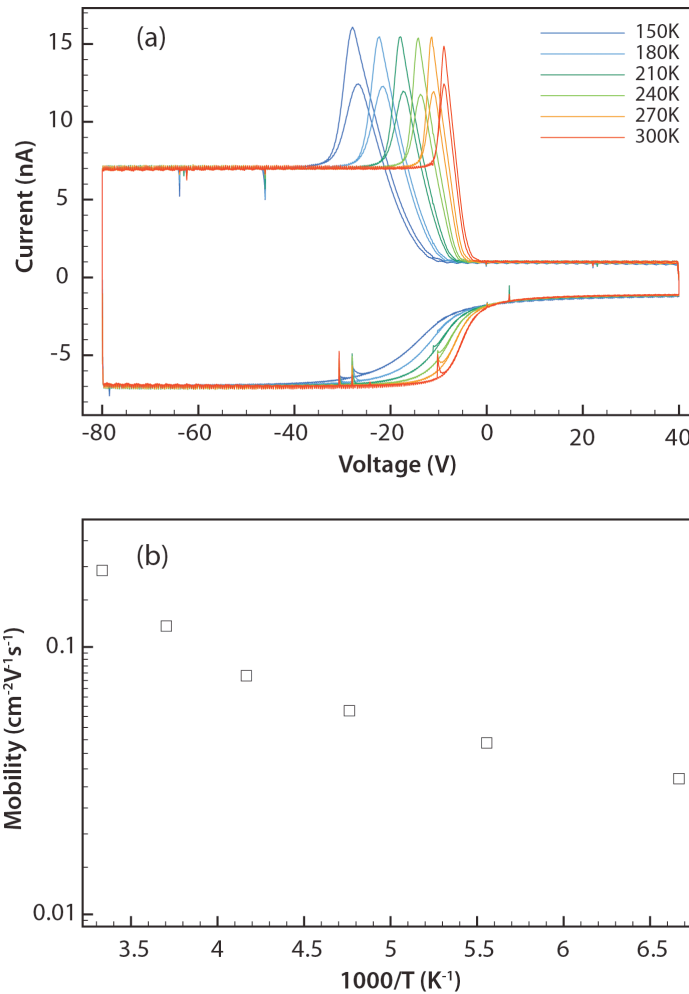 (a)
150K
180K
210K
240K
270K
300K
15
10
5
0
-5
Current (nA)
-80
-60
-40
-20
0
20
40
Voltage (V)
(b)
0.1
0.01
Mobility (cm⁻²V⁻¹s⁻¹)
3.5
4
4.5
5
5.5
6
6.5
1000/T (K⁻¹)